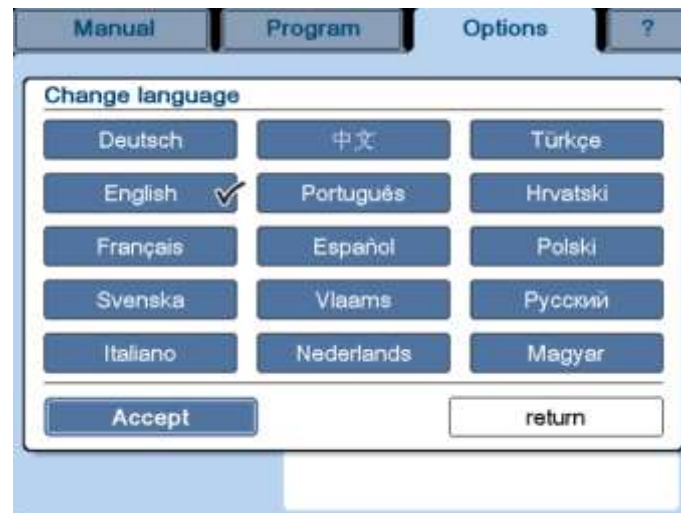 Manual Program Options ?
Change language
Deutsch 中文 Türkçe
English Português Hrvatski
Français Español Polski
Svenska Vlaams Русский
Italiano Nederlands Magyar
Accept return